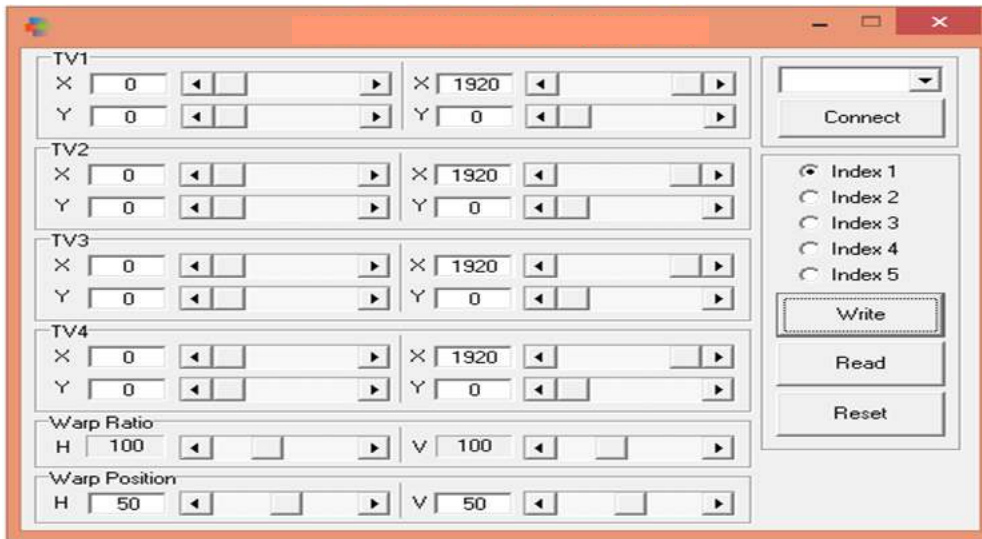 TV1
X 0 X 1920
Y 0 Y 0
Connect
TV2
X 0 X 1920
Y 0 Y 0
TV3
X 0 X 1920
Y 0 Y 0
TV4
X 0 X 1920
Y 0 Y 0
Warp Ratio
H 100 V 100
Warp Position
H 50 V 50
Index 1
Index 2
Index 3
Index 4
Index 5
Write
Read
Reset